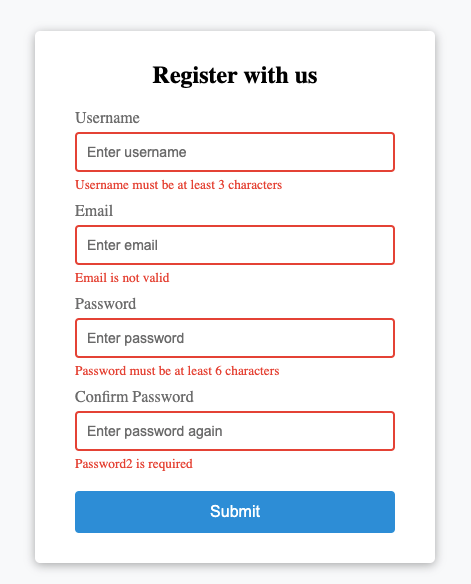 Register with us
Username
Enter username
Username must be at least 3 characters
Email
Enter email
Email is not valid
Password
Enter password
Password must be at least 6 characters
Confirm Password
Enter password again
Password2 is required
Submit